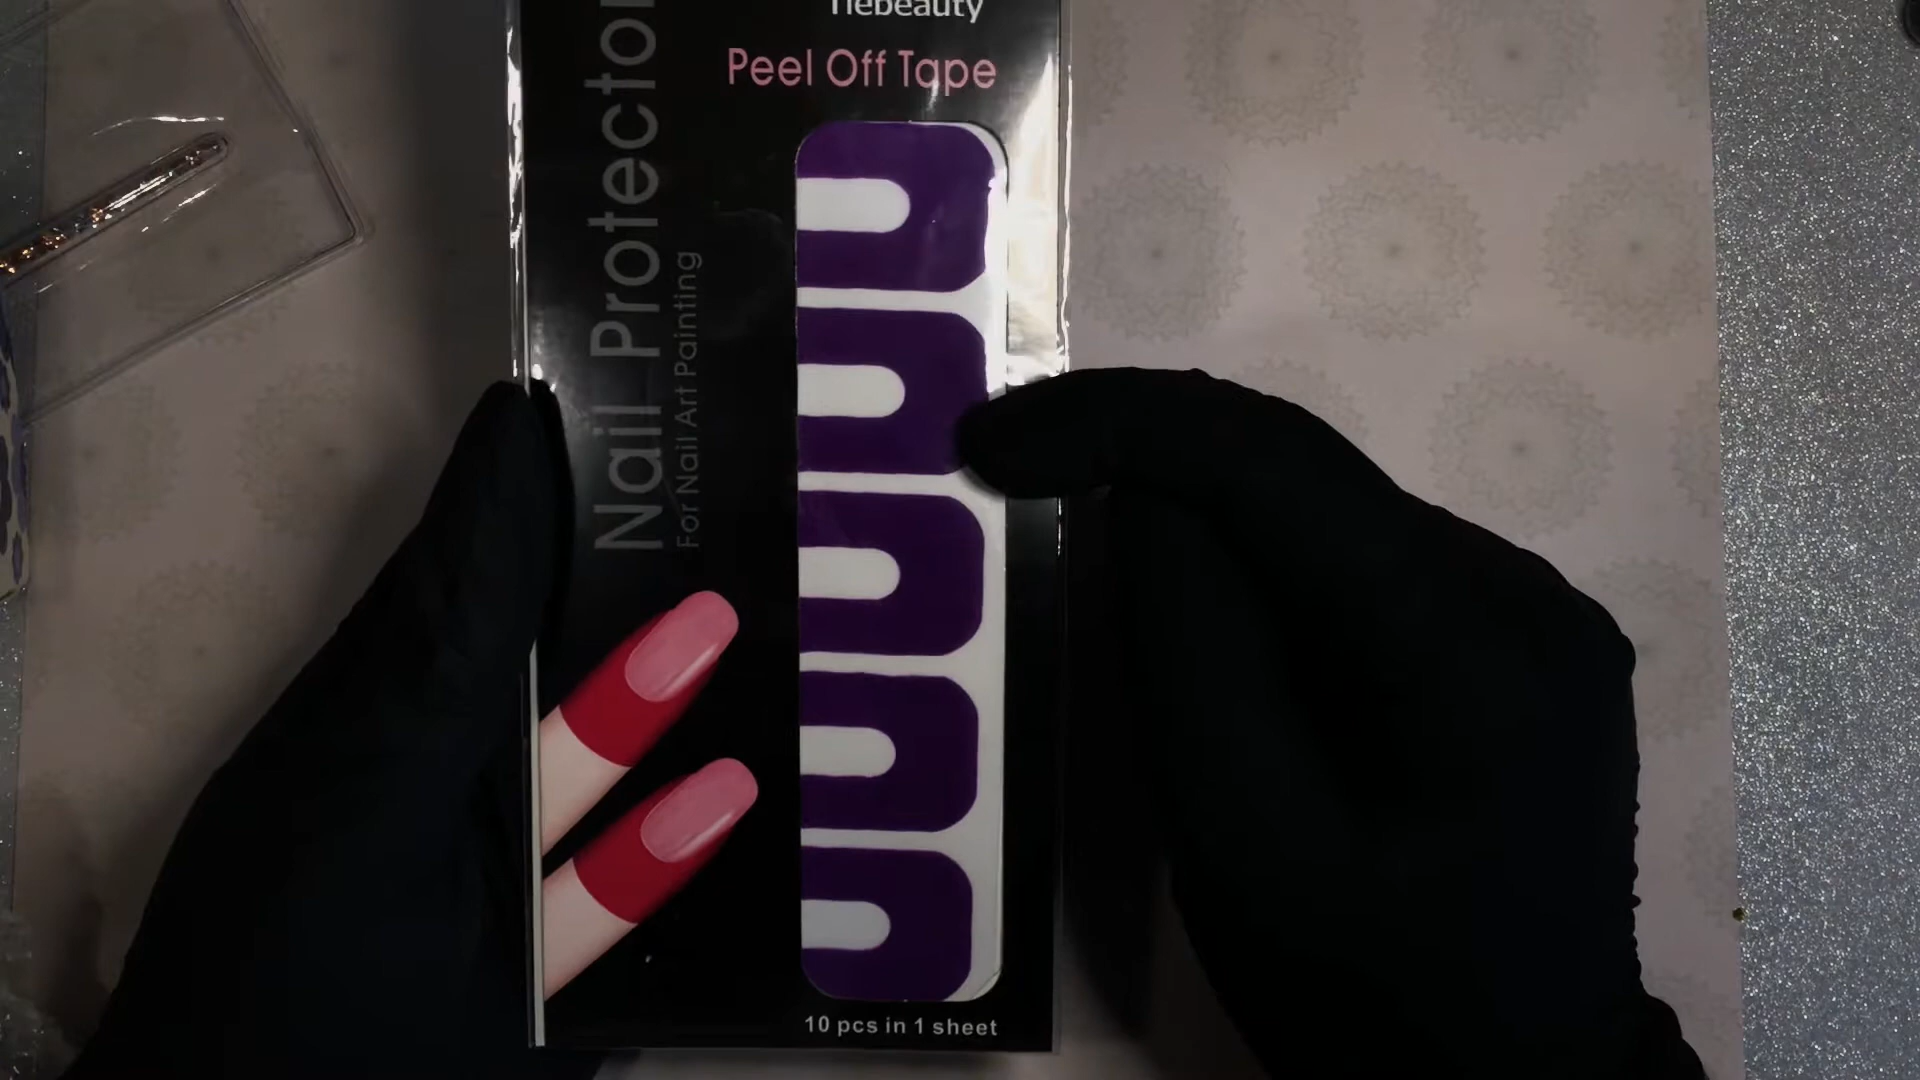 Peel Off Tape
Nail Protector
For Nail Art Painting
10 pcs in 1 sheet